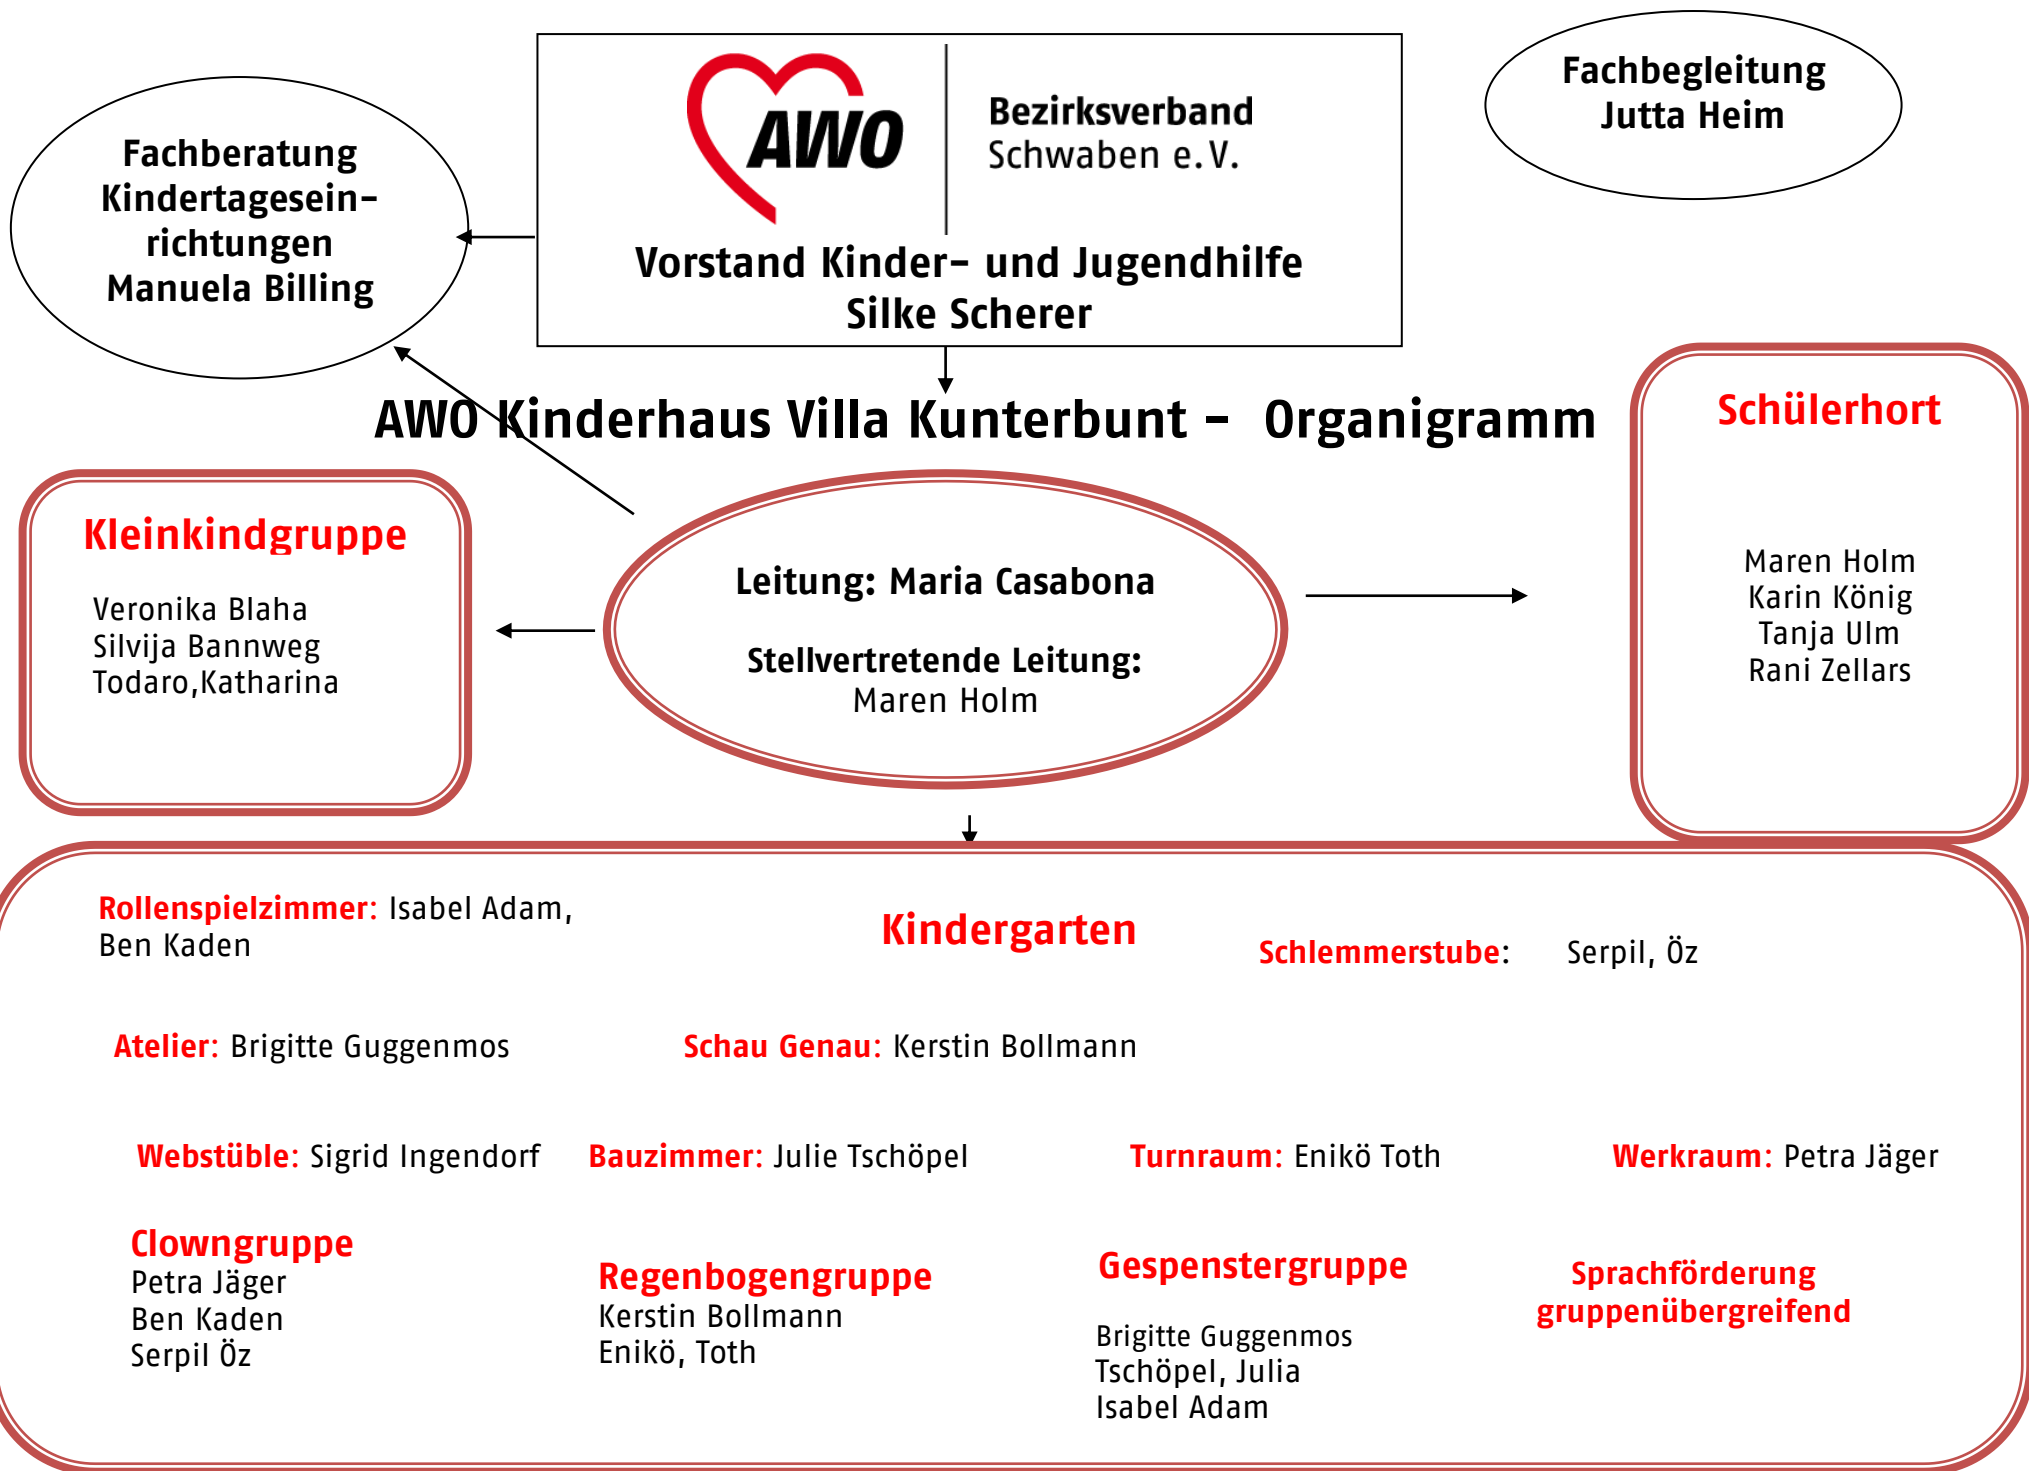 Fachberatung
Kindertagesein-
richtungen
Manuela Billing
AWO
Bezirksverband
Schwaben e.V.
Vorstand Kinder- und Jugendhilfe
Silke Scherer
Fachbegleitung
Jutta Heim
AWO Kinderhaus Villa Kunterbunt - Organigramm
Kleinkindgruppe
Veronika Blaha
Silvija Bannweg
Todaro,Katharina
Leitung: Maria Casabona
Stellvertretende Leitung:
Maren Holm
Schülerhort
Maren Holm
Karin König
Tanja Ulm
Rani Zellars
Kindergarten
Rollenspielzimmer: Isabel Adam,
Ben Kaden
Schlemmerstube: Serpil, Öz
Atelier: Brigitte Guggenmos
Schau Genau: Kerstin Bollmann
Webstüble: Sigrid Ingendorf
Bauzimmer: Julie Tschöpel
Turnraum: Enikö Toth
Werkraum: Petra Jäger
Clowngruppe
Petra Jäger
Ben Kaden
Serpil Öz
Regenbogengruppe
Kerstin Bollmann
Enikö, Toth
Gespenstergruppe
Brigitte Guggenmos
Tschöpel, Julia
Isabel Adam
Sprachförderung
gruppenübergreifend